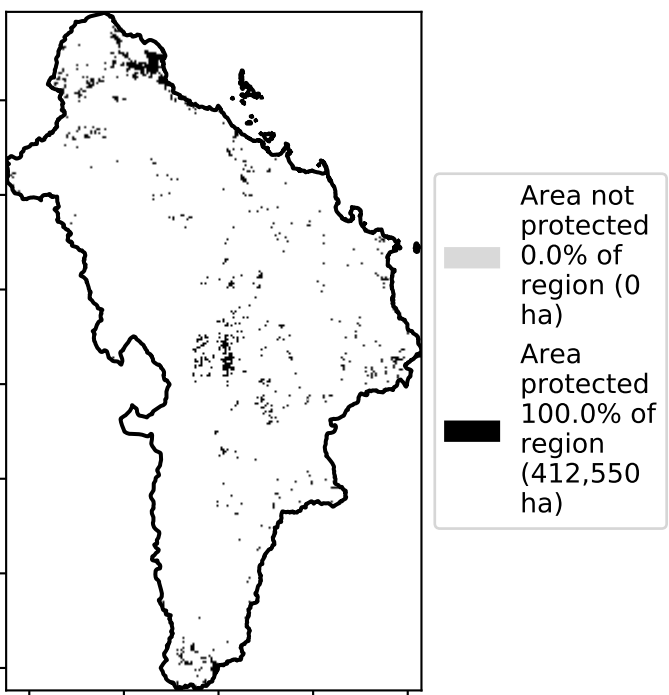 Area not
protected
0.0% of
region (0
ha)
Area
protected
100.0% of
region
(412,550
ha)